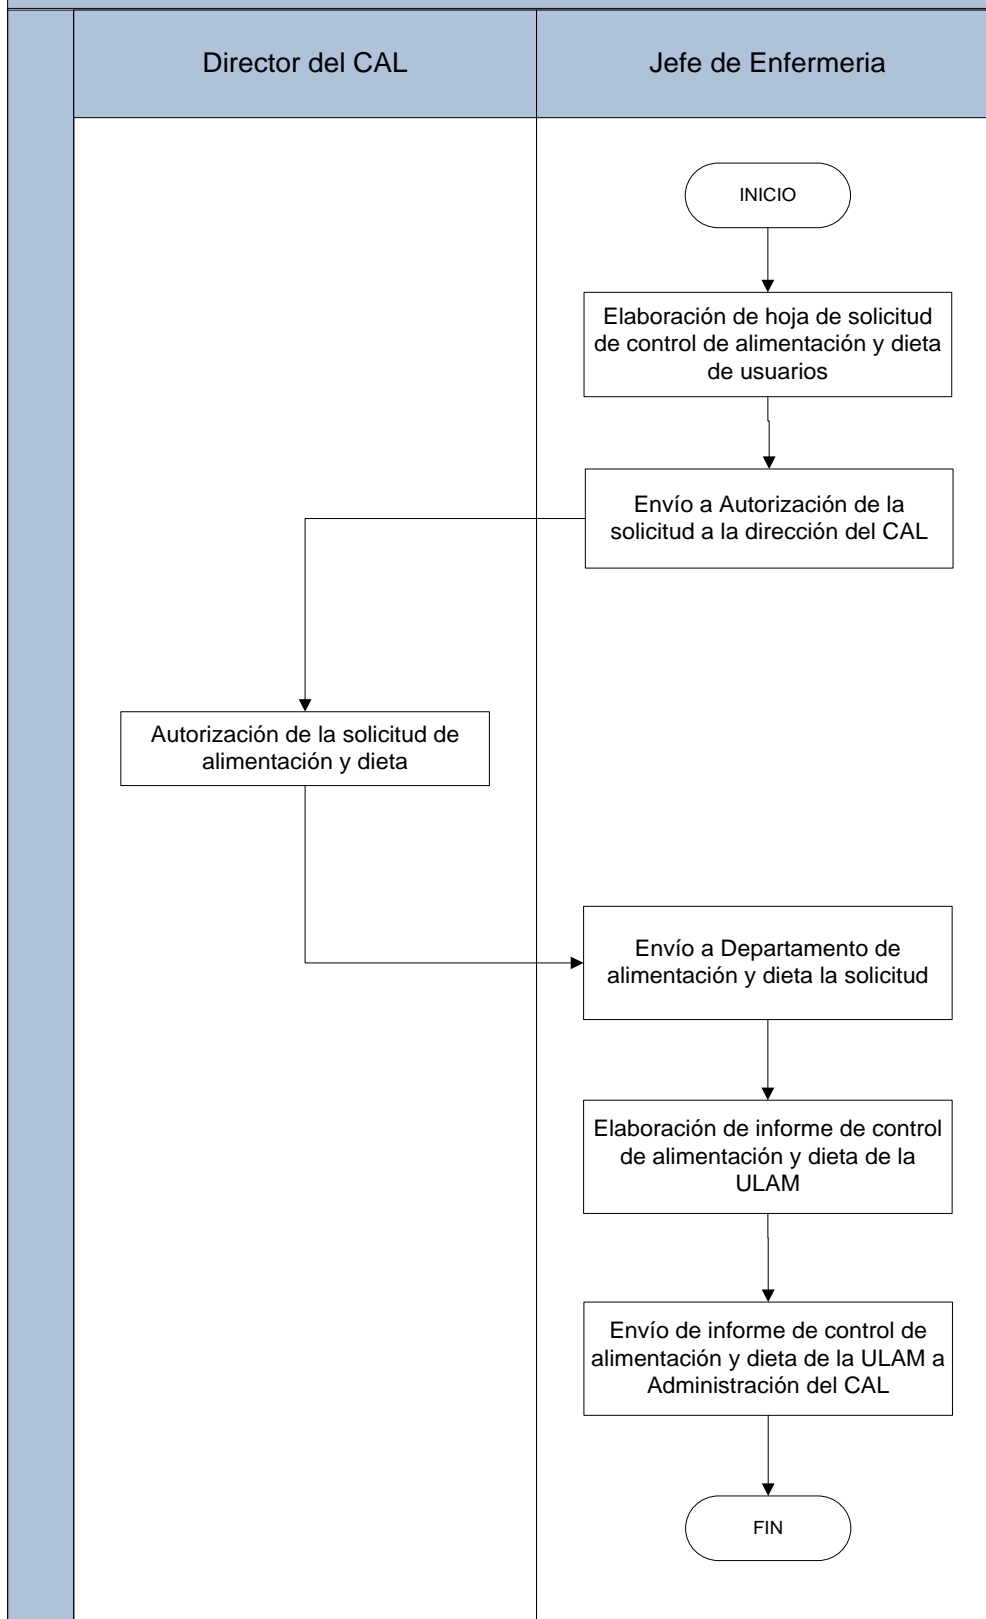 Director del CAL
Jefe de Enfermeria
INICIO
Elaboración de hoja de solicitud
de control de alimentación y dieta
de usuarios
Envío a Autorización de la
solicitud a la dirección del CAL
Autorización de la solicitud de
alimentación y dieta
Envío a Departamento de
alimentación y dieta la solicitud
Elaboración de informe de control
de alimentación y dieta de la
ULAM
Envío de informe de control de
alimentación y dieta de la ULAM a
Administración del CAL
FIN